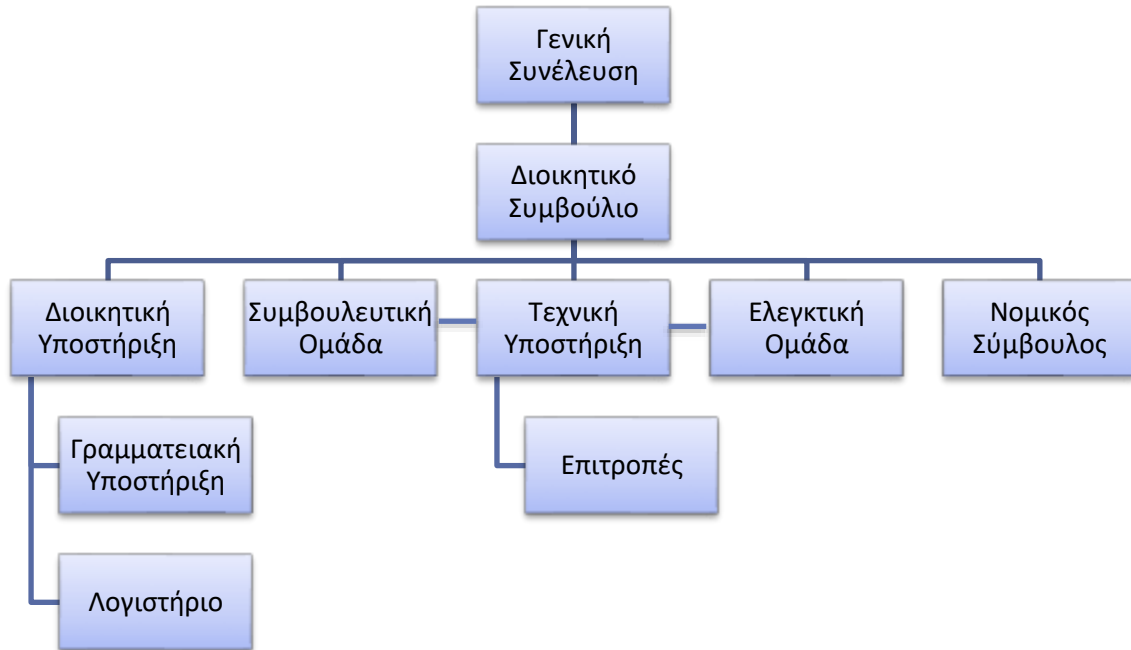 Γενική
Συνέλευση
Διοικητικό
Συμβούλιο
Διοικητική
Υποστήριξη
Συμβουλευτική
Ομάδα
Τεχνική
Υποστήριξη
Ελεγκτική
Ομάδα
Νομικός
Σύμβουλος
Γραμματειακή
Υποστήριξη
Επιτροπές
Λογιστήριο